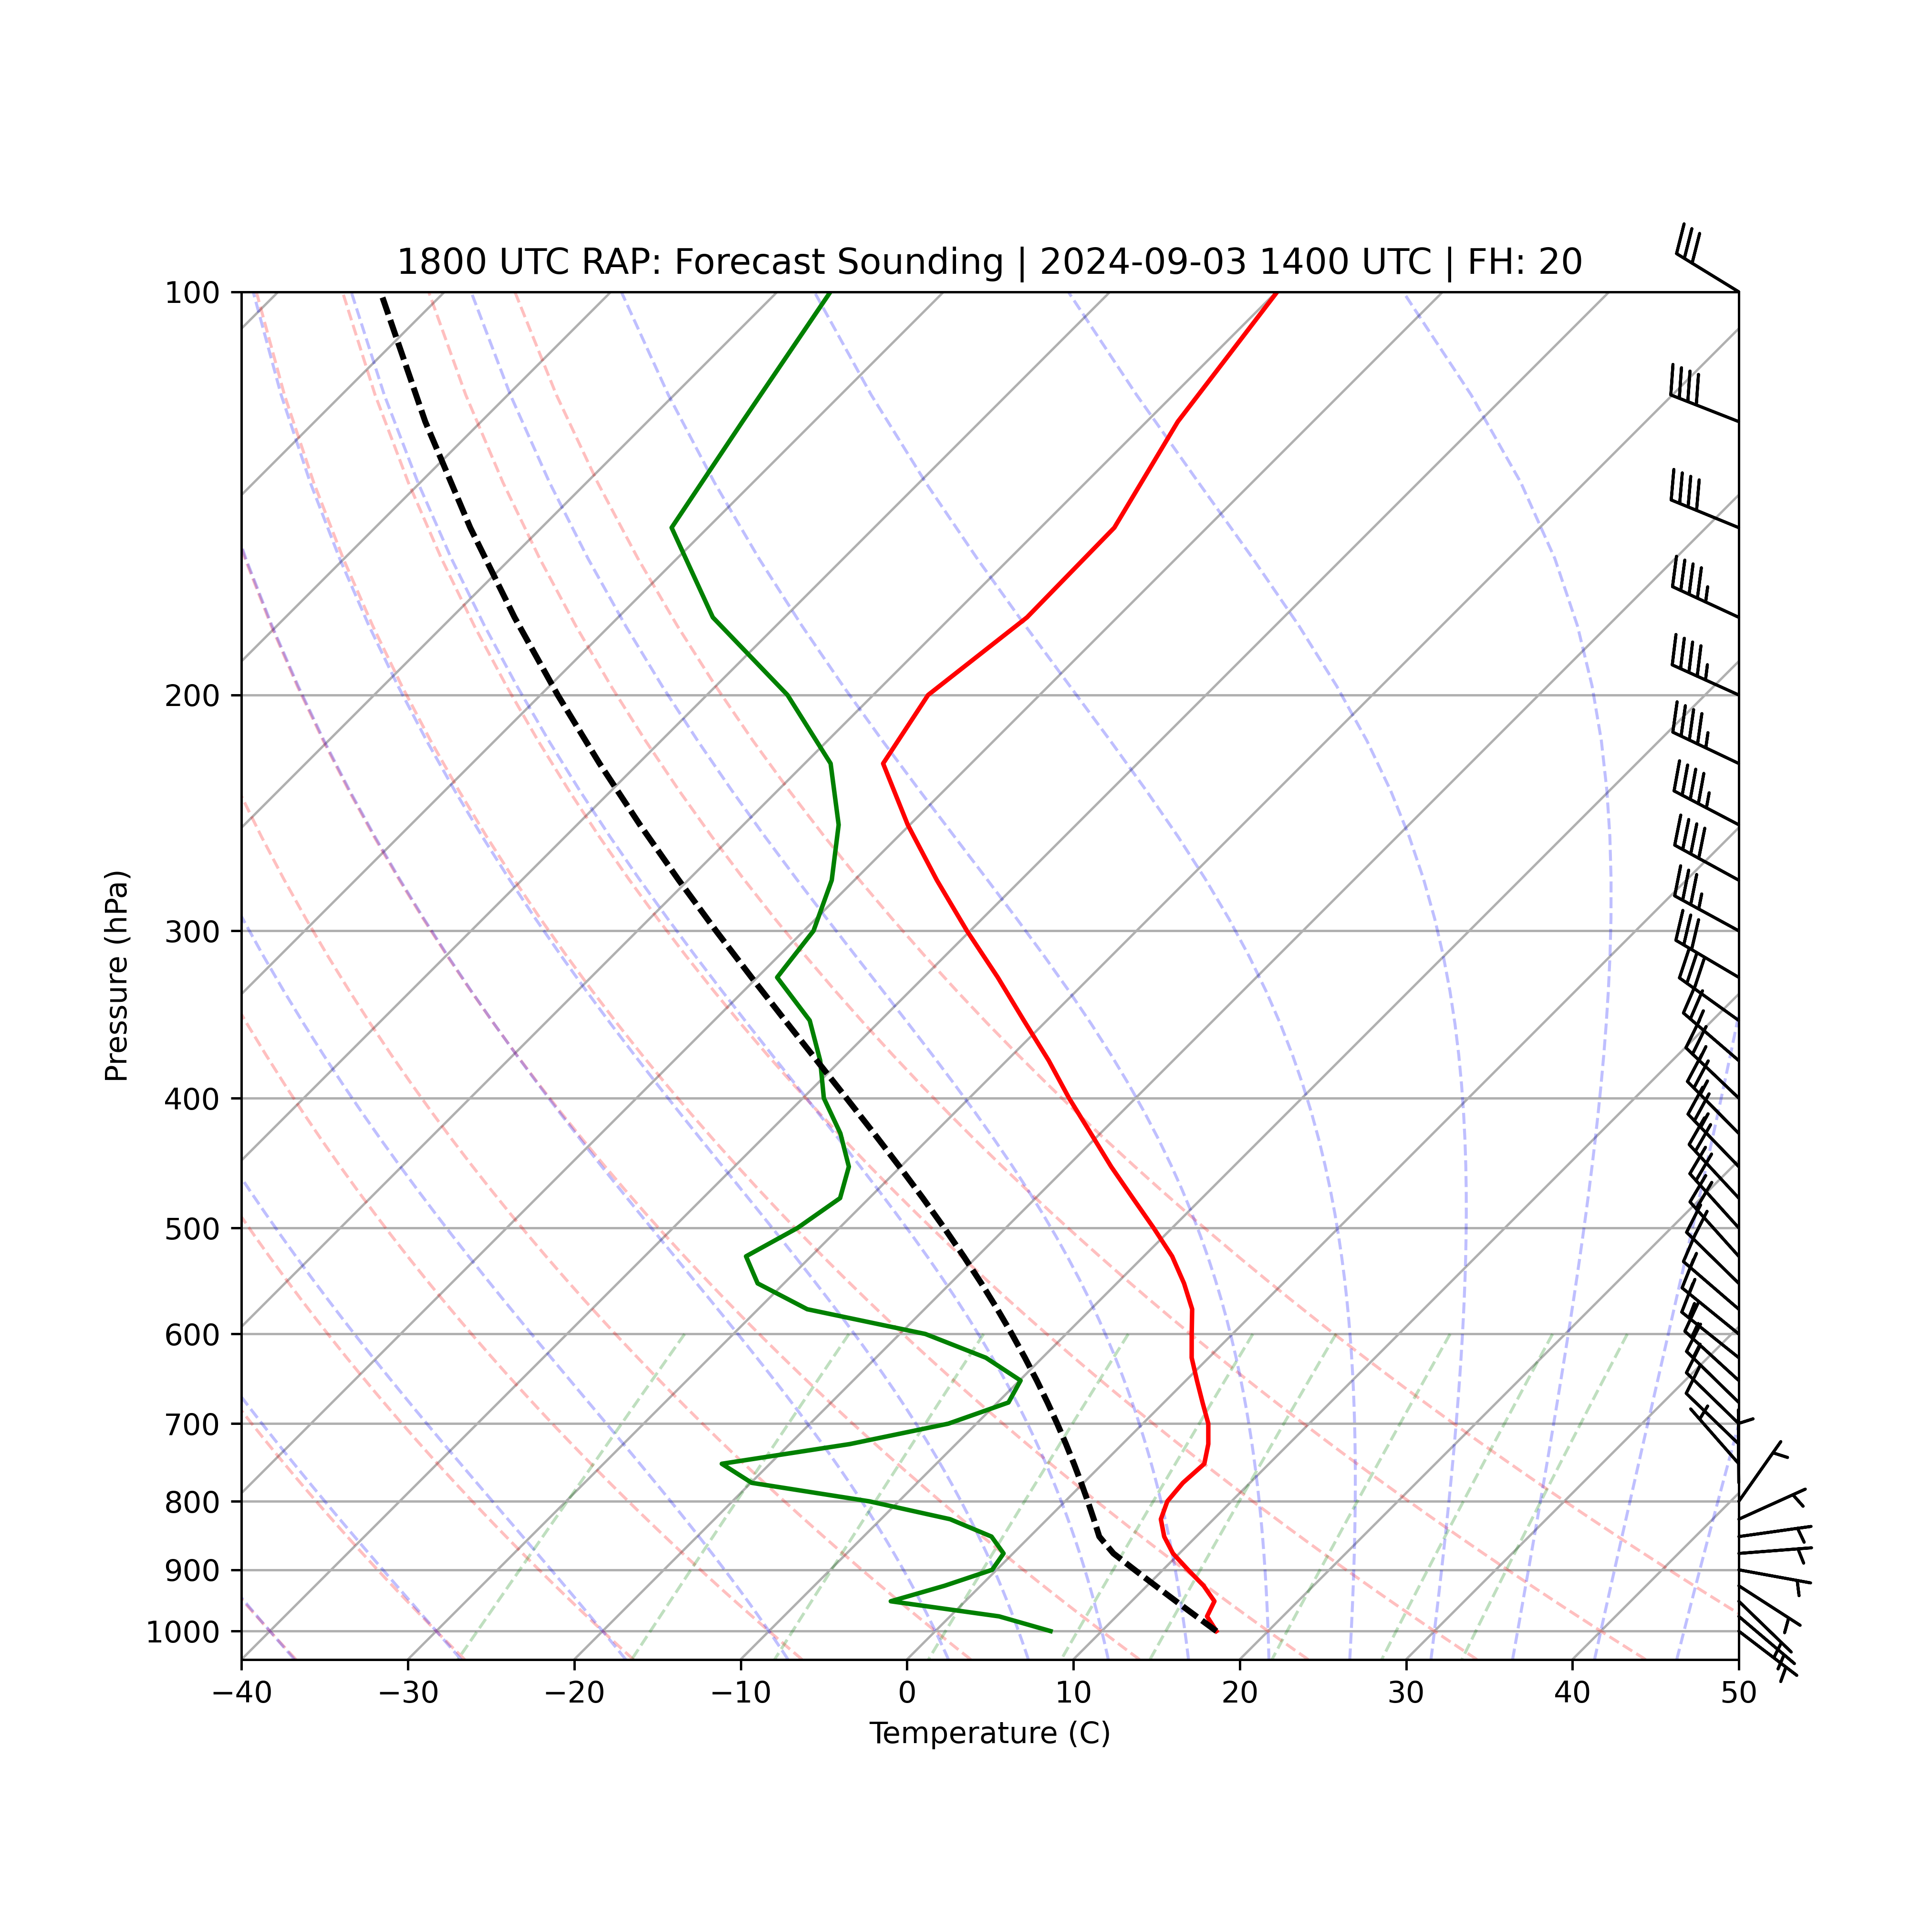 1800 UTC RAP: Forecast Sounding | 2024-09-03 1400 UTC | FH: 20
100
200
300
400
500
600
700
800
900
1000
Pressure (hPa)
−40 −30 −20 −10 0 10 20 30 40 50
Temperature (C)